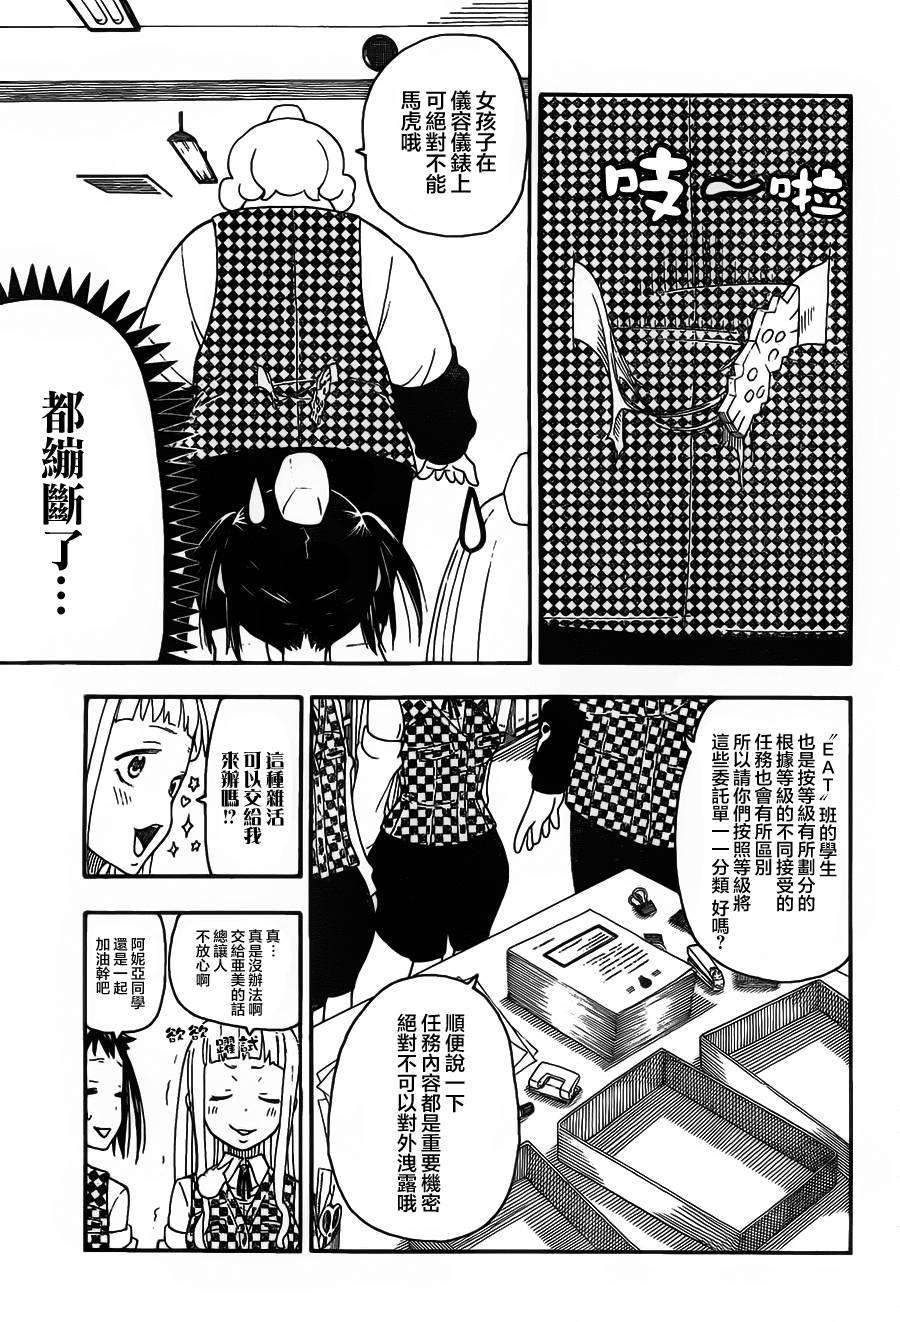 吱一啦
女孩子在
儀容儀錶上
可絕對不能
馬虎哦
都繃斷了…
〝EAT〞班的學生
也是按等級有所劃分的
根據等級的不同接受的
任務也會有所區別
所以請你們按照等級將
這些委託單一一分類 好嗎?
順便說一下
任務內容都是重要機密
絕對不可以對外洩露哦
這種雜活
可以交給我
來辦嗎!?
真…
真是沒辦法啊
交給亜美的話
總讓人
不放心啊
躍躍欲試
阿妮亞同學
還是一起
加油幹吧